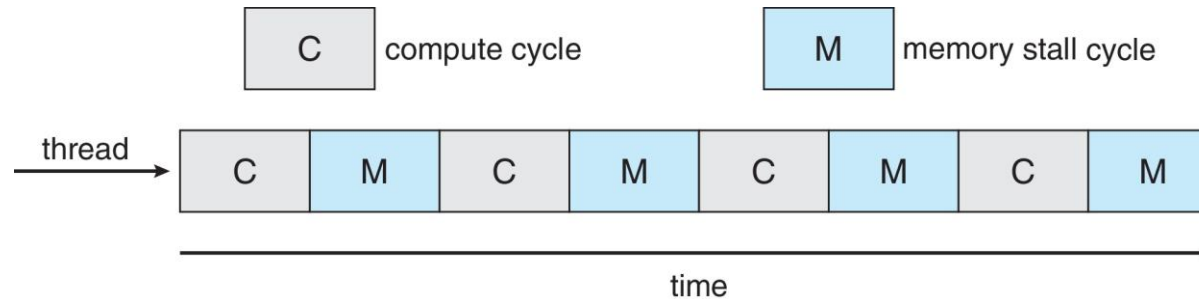 C compute cycle M memory stall cycle
thread
C M C M C M C M
time